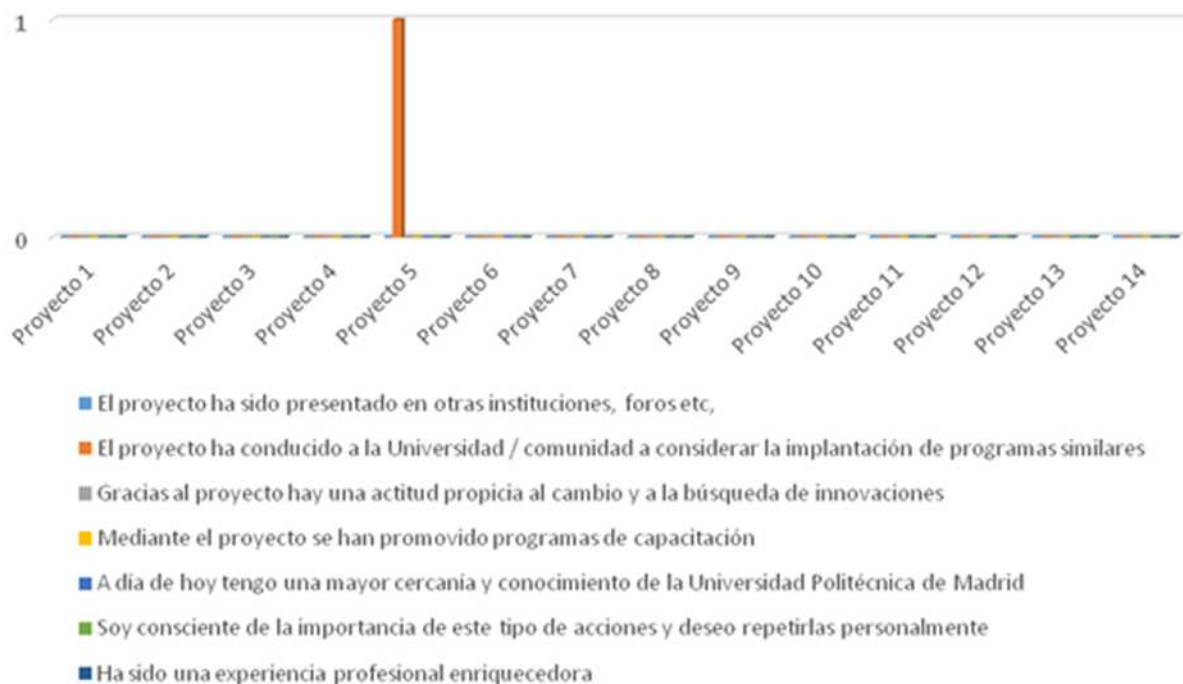 1
0
Proyecto 1
Proyecto 2
Proyecto 3
Proyecto 4
Proyecto 5
Proyecto 6
Proyecto 7
Proyecto 8
Proyecto 9
Proyecto 10
Proyecto 11
Proyecto 12
Proyecto 13
Proyecto 14
El proyecto ha sido presentado en otras instituciones, foros etc,
El proyecto ha conducido a la Universidad / comunidad a considerar la implantación de programas similares
Gracias al proyecto hay una actitud propicia al cambio y a la búsqueda de innovaciones
Mediante el proyecto se han promovido programas de capacitación
A día de hoy tengo una mayor cercanía y conocimiento de la Universidad Politécnica de Madrid
Soy consciente de la importancia de este tipo de acciones y deseo repetirlas personalmente
Ha sido una experiencia profesional enriquecedora